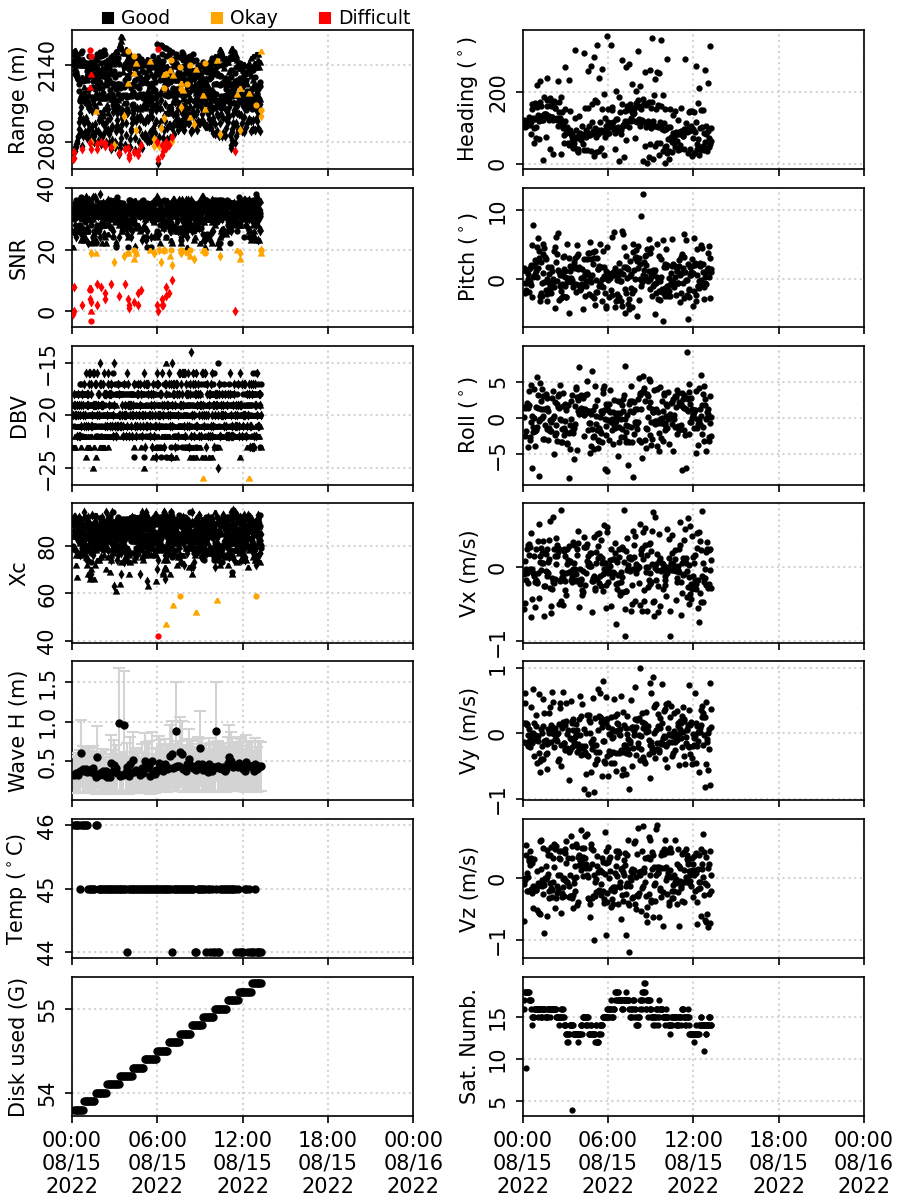 Good Okay Difficult
Range (m)
2140
2080
Heading (°)
200
0
SNR
40
20
0
Pitch (°)
10
0
DBV
−15
−20
−25
Roll (°)
5
0
−5
Xc
80
60
40
Vx (m/s)
0
−1
Wave H (m)
1.5
1.0
0.5
Vy (m/s)
1
0
−1
Temp (°C)
46
45
44
Vz (m/s)
0
−1
Disk used (G)
55
54
Sat. Numb.
15
10
5
00:00 06:00 12:00 18:00 00:00 00:00 06:00 12:00 18:00 00:00
08/15 08/15 08/15 08/15 08/16 08/15 08/15 08/15 08/15 08/16
2022 2022 2022 2022 2022 2022 2022 2022 2022 2022